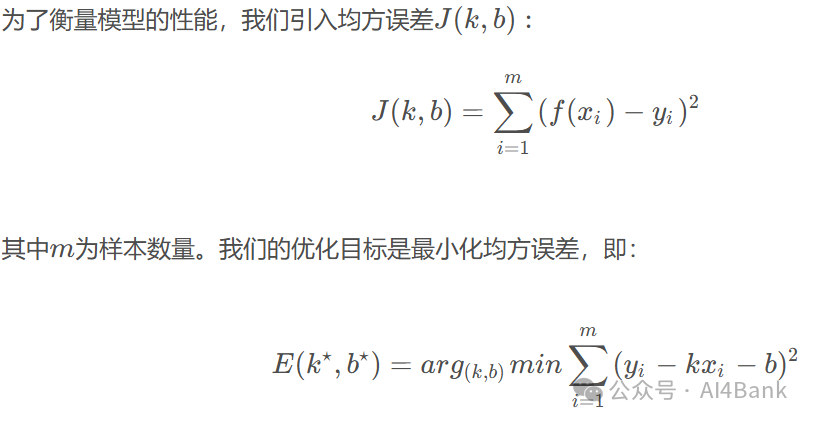 为了衡量模型的性能，我们引入均方误差J(k, b)：
J(k, b) = \sum_{i=1}^{m} (f(x_i) − y_i)^2
其中m为样本数量。我们的优化目标是最小化均方误差，即：
E(k^⋆, b^⋆) = arg_{(k,b)} min \sum_{i=1}^{m} (y_i − kx_i − b)^2
公众号 · AI4Bank